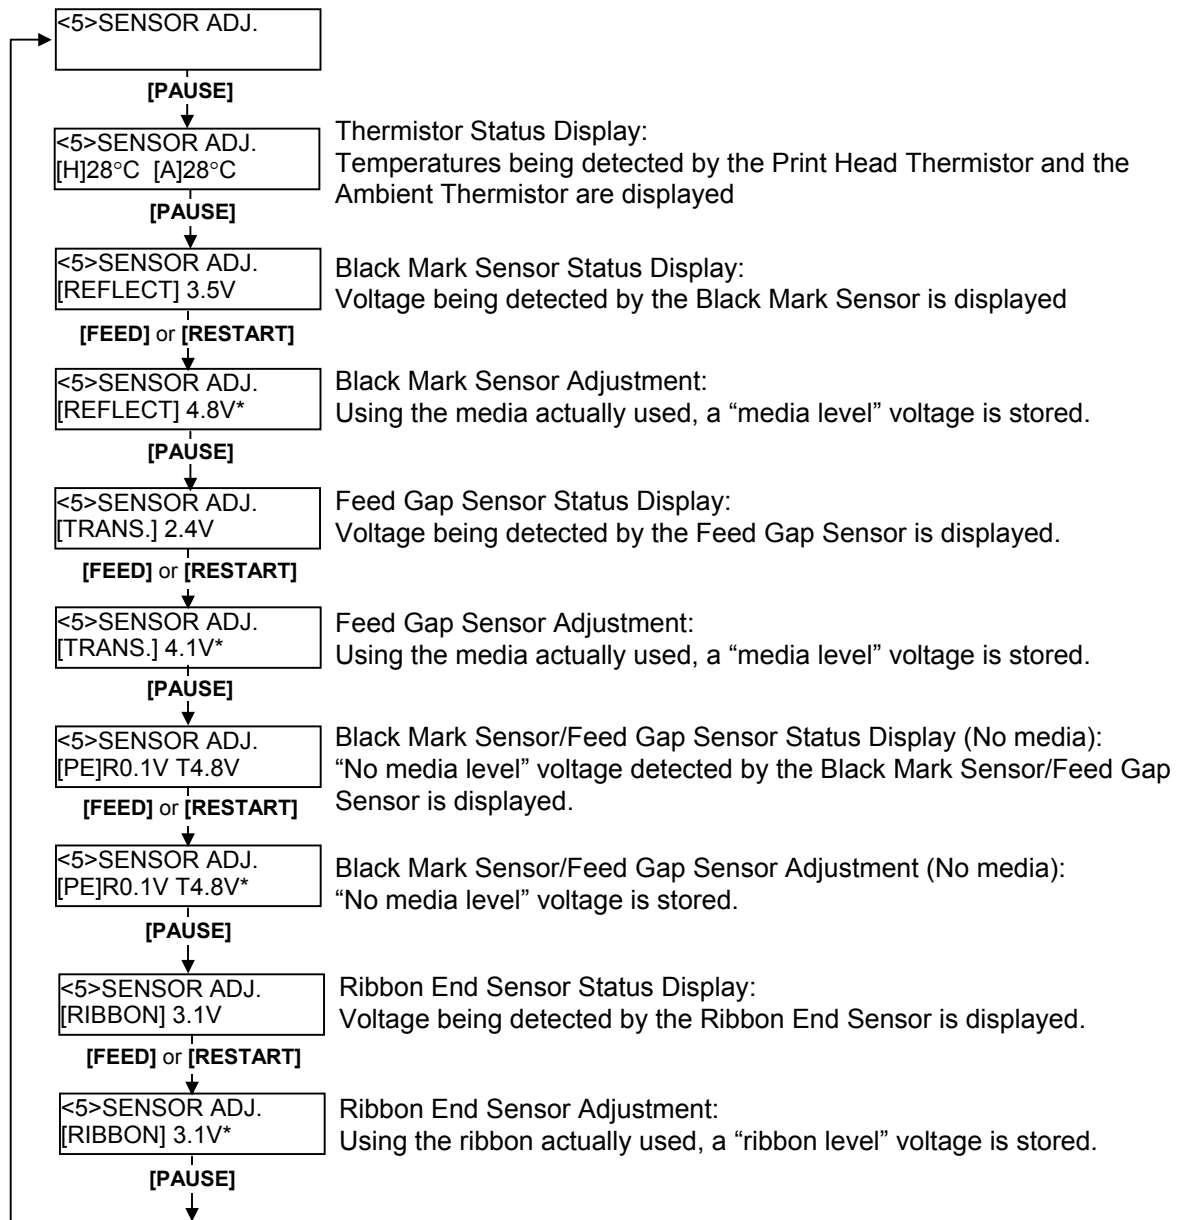 <5>SENSOR ADJ.
[PAUSE]
<5>SENSOR ADJ.
[H]28°C [A]28°C
Thermistor Status Display:
Temperatures being detected by the Print Head Thermistor and the
Ambient Thermistor are displayed
[PAUSE]
<5>SENSOR ADJ.
[REFLECT] 3.5V
Black Mark Sensor Status Display:
Voltage being detected by the Black Mark Sensor is displayed
[FEED] or [RESTART]
<5>SENSOR ADJ.
[REFLECT] 4.8V*
Black Mark Sensor Adjustment:
Using the media actually used, a “media level” voltage is stored.
[PAUSE]
<5>SENSOR ADJ.
[TRANS.] 2.4V
Feed Gap Sensor Status Display:
Voltage being detected by the Feed Gap Sensor is displayed.
[FEED] or [RESTART]
<5>SENSOR ADJ.
[TRANS.] 4.1V*
Feed Gap Sensor Adjustment:
Using the media actually used, a “media level” voltage is stored.
[PAUSE]
<5>SENSOR ADJ.
[PE]R0.1V T4.8V
Black Mark Sensor/Feed Gap Sensor Status Display (No media):
“No media level” voltage detected by the Black Mark Sensor/Feed Gap
Sensor is displayed.
[FEED] or [RESTART]
<5>SENSOR ADJ.
[PE]R0.1V T4.8V*
Black Mark Sensor/Feed Gap Sensor Adjustment (No media):
“No media level” voltage is stored.
[PAUSE]
<5>SENSOR ADJ.
[RIBBON] 3.1V
Ribbon End Sensor Status Display:
Voltage being detected by the Ribbon End Sensor is displayed.
[FEED] or [RESTART]
<5>SENSOR ADJ.
[RIBBON] 3.1V*
Ribbon End Sensor Adjustment:
Using the ribbon actually used, a “ribbon level” voltage is stored.
[PAUSE]